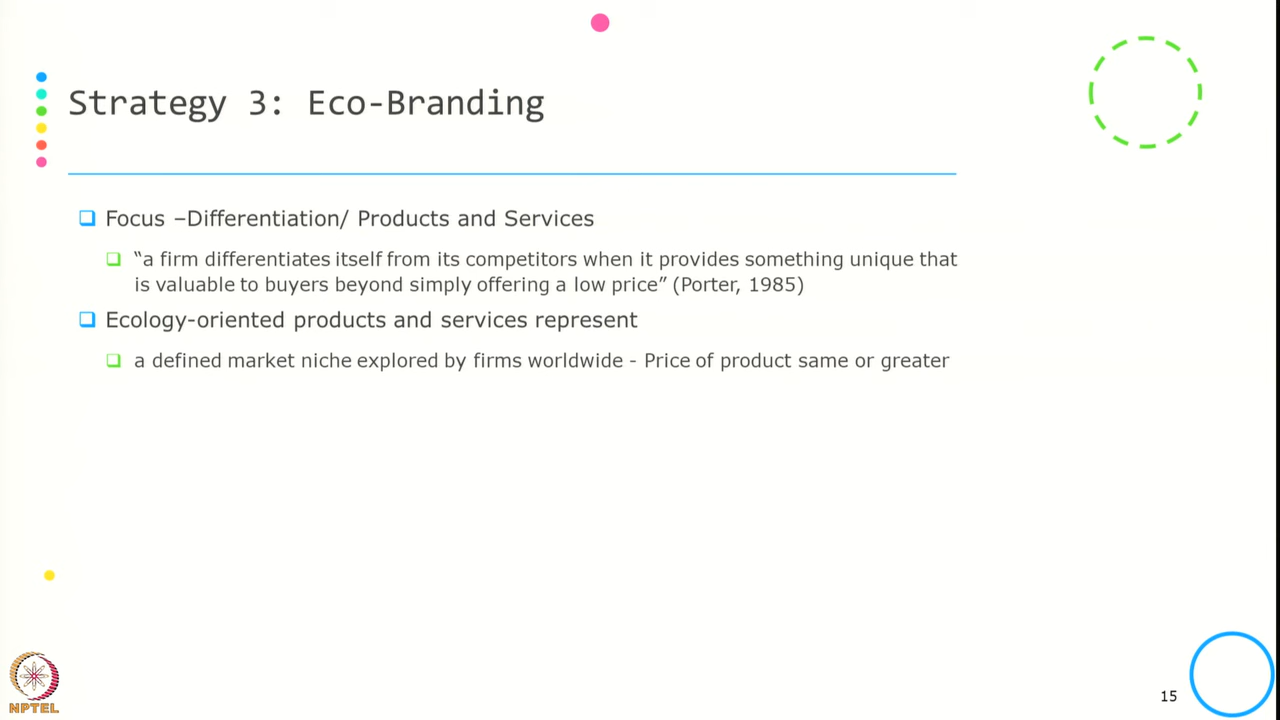 Strategy 3: Eco-Branding
Focus –Differentiation/ Products and Services
“a firm differentiates itself from its competitors when it provides something unique that
is valuable to buyers beyond simply offering a low price” (Porter, 1985)
Ecology-oriented products and services represent
a defined market niche explored by firms worldwide - Price of product same or greater
NPTEL
15